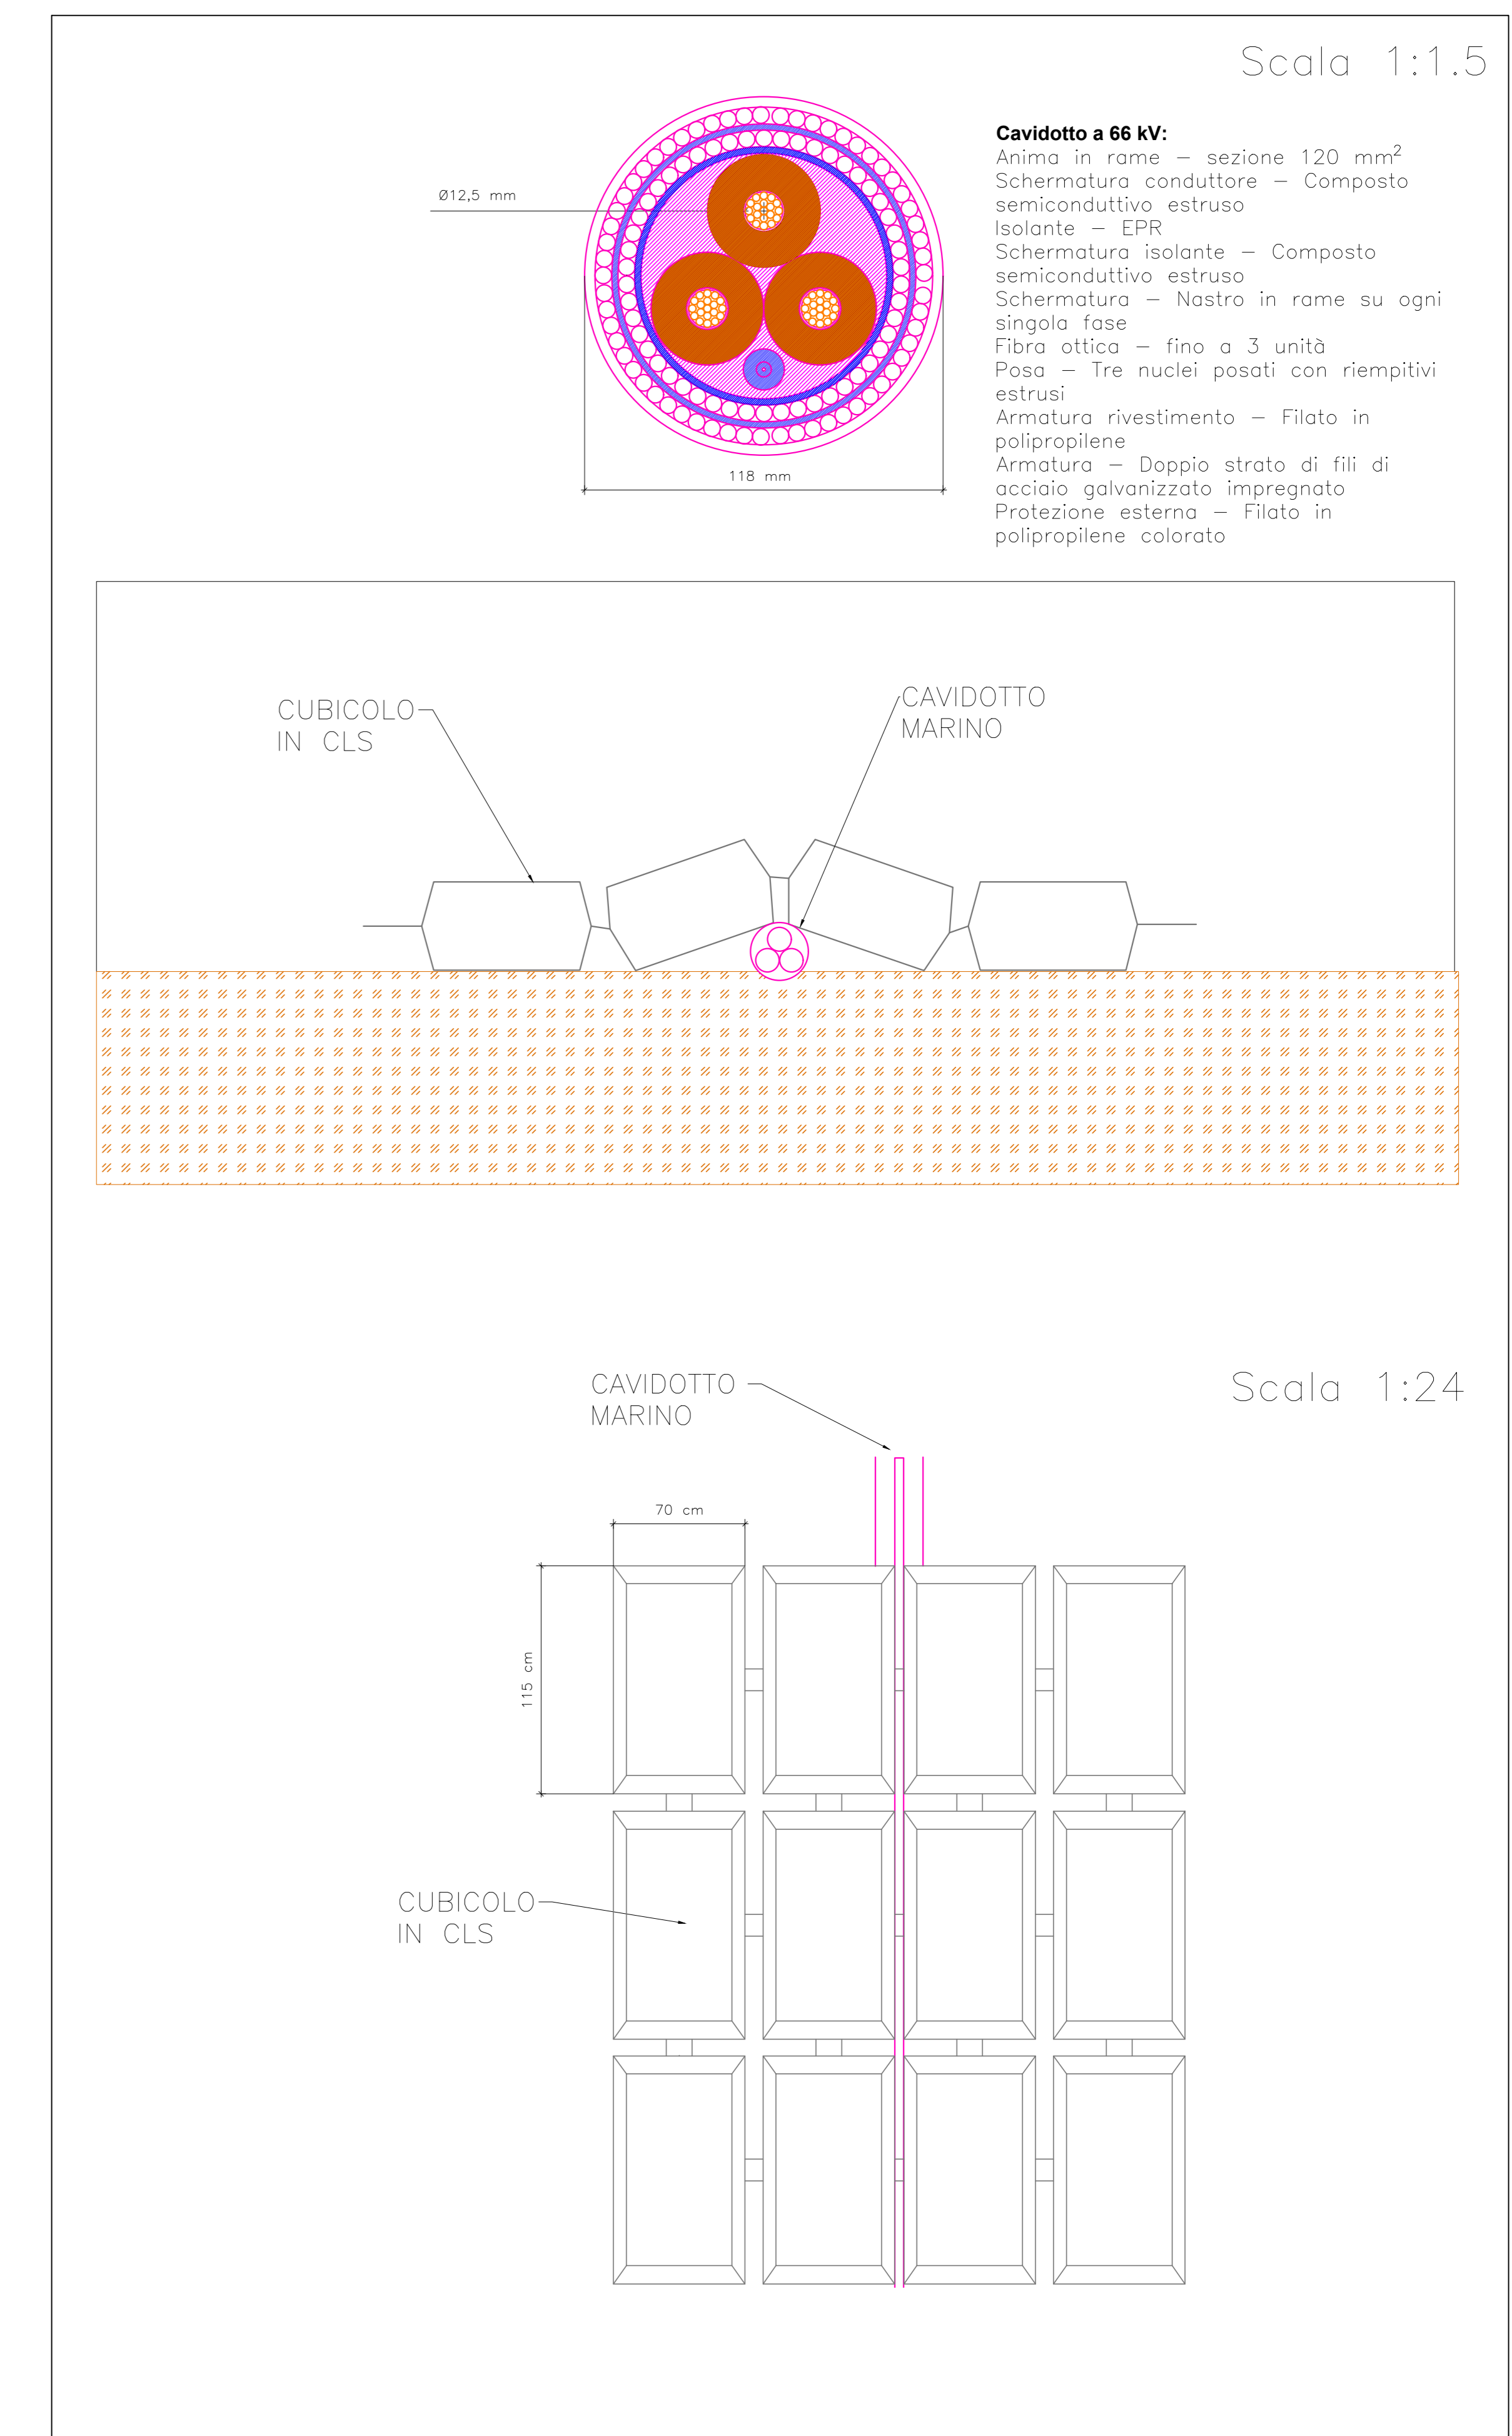 Scala 1:1.5
Cavidotto a 66 kV:
Anima in rame – sezione 120 mm²
Schermatura conduttore – Composto
semiconduttivo estruso
Isolante – EPR
Schermatura isolante – Composto
semiconduttivo estruso
Schermatura – Nastro in rame su ogni
singola fase
Fibra ottica – fino a 3 unità
Posa – Tre nuclei posati con riempitivi
estrusi
Armatura rivestimento – Filato in
polipropilene
Armatura – Doppio strato di fili di
acciaio galvanizzato impregnato
Protezione esterna – Filato in
polipropilene colorato
Ø12,5 mm
118 mm
CUBICOLO
IN CLS
CAVIDOTTO
MARINO
Scala 1:24
CAVIDOTTO
MARINO
70 cm
115 cm
CUBICOLO
IN CLS